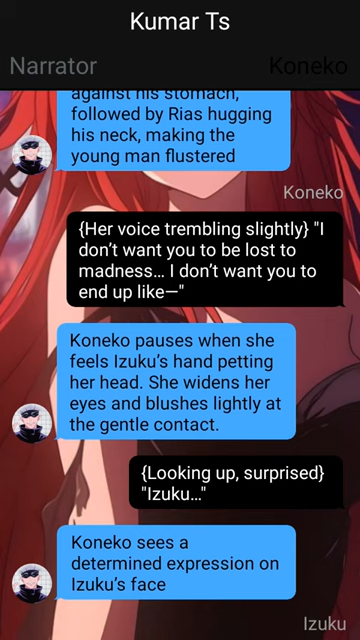 Kumar Ts
Narrator
Koneko
against his stomach,
followed by Rias hugging
his neck, making the
young man flustered
Koneko
{Her voice trembling slightly} "I
don't want you to be lost to
madness… I don't want you to
end up like—"
Koneko pauses when she
feels Izuku's hand petting
her head. She widens her
eyes and blushes lightly at
the gentle contact.
{Looking up, surprised}
"Izuku…"
Koneko sees a
determined expression on
Izuku's face
Izuku